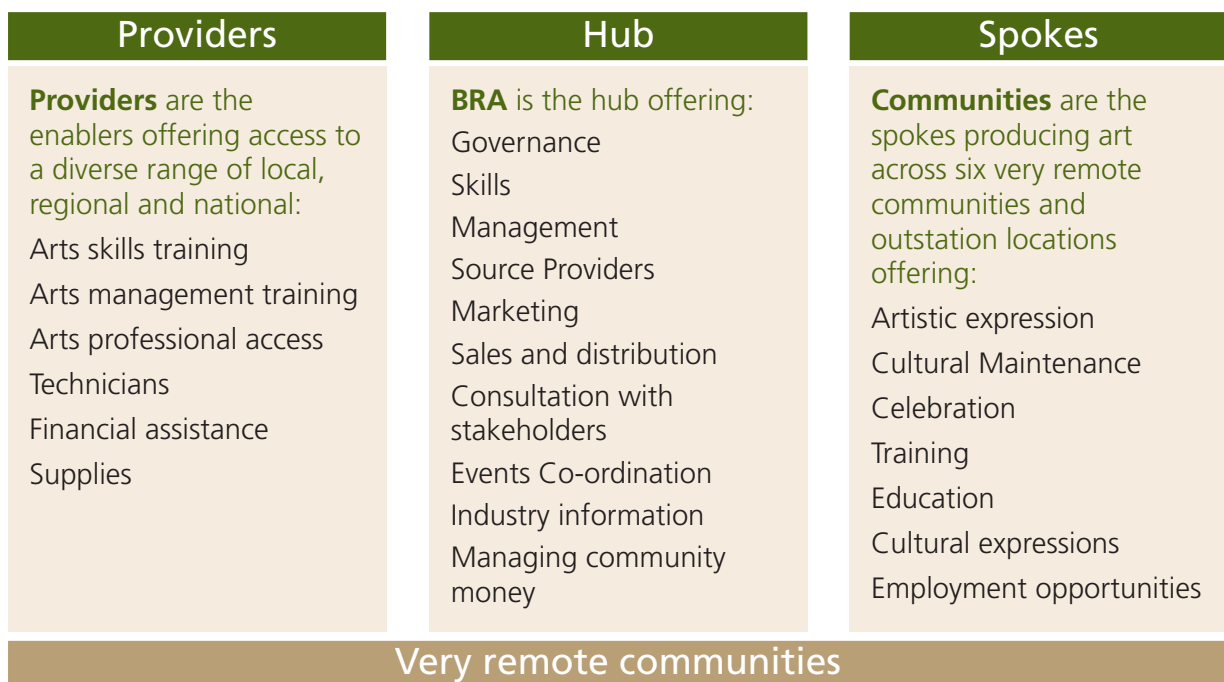 Providers
Providers are the
enablers offering access to
a diverse range of local,
regional and national:
Arts skills training
Arts management training
Arts professional access
Technicians
Financial assistance
Supplies
Hub
BRA is the hub offering:
Governance
Skills
Management
Source Providers
Marketing
Sales and distribution
Consultation with
stakeholders
Events Co-ordination
Industry information
Managing community
money
Spokes
Communities are the
spokes producing art
across six very remote
communities and
outstation locations
offering:
Artistic expression
Cultural Maintenance
Celebration
Training
Education
Cultural expressions
Employment opportunities
Very remote communities